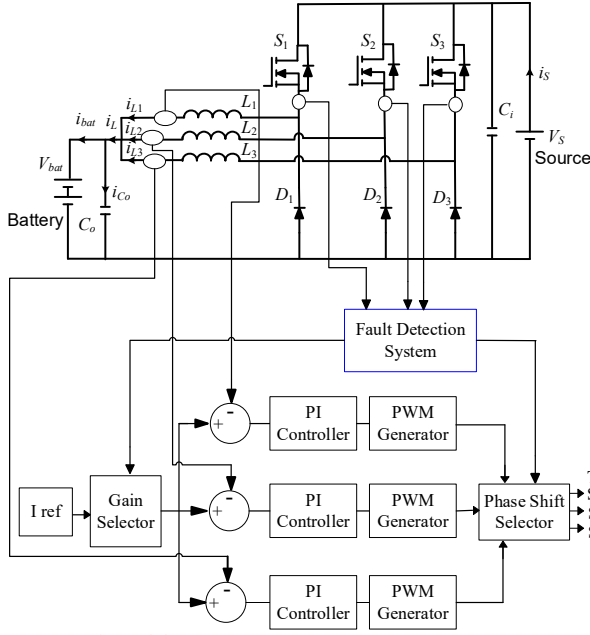 S1
S2
S3
iS
iL1
L1
Ci
ibat
iL
iL2
L2
VS
iL3
L3
Source
Vbat
iCo
D1
D2
D3
Battery
Co
Fault Detection
System
-
+
PI
Controller
PWM
Generator
I ref
Gain
Selector
-
+
PI
Controller
PWM
Generator
Phase Shift
Selector
-
+
PI
Controller
PWM
Generator